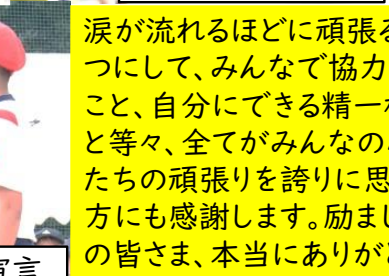 涙が流れるほどに頑張る
つにして、みんなで協力
こと、自分にできる精一
と等々、全てがみんなの
たちの頑張りを誇りに思
方にも感謝します。励まし
の皆さま、本当にありが
宣言